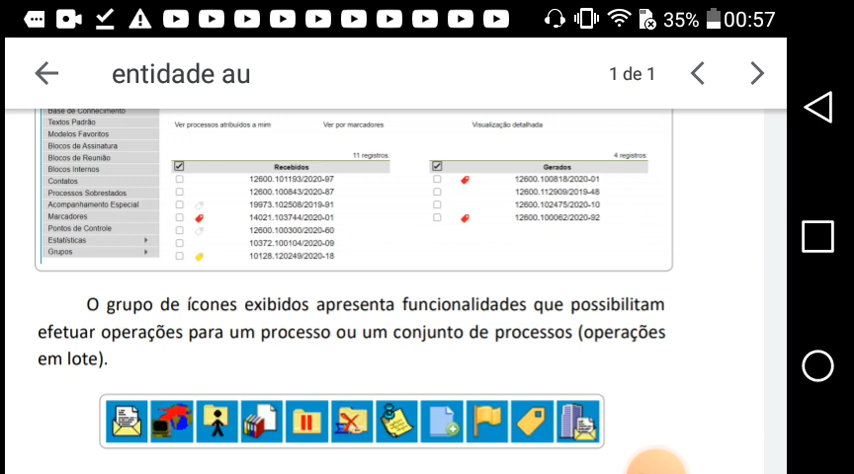 35% 00:57
entidade au
1 de 1
Base de Conhecimento
Textos Padrão
Modelos Favoritos
Blocos de Assinatura
Blocos de Reunião
Blocos Internos
Contatos
Processos Sobrestados
Acompanhamento Especial
Marcadores
Pontos de Controle
Estatísticas
Grupos
Ver processos atribuídos a mim
Ver por marcadores
Visualização detalhada
11 registros:
Recebidos
12600.101193/2020-97
12600.100843/2020-87
19973.102508/2019-91
14021.103744/2020-01
12600.100300/2020-60
10372.100104/2020-09
10128.120249/2020-18
4 registros:
Gerados
12600.100818/2020-01
12600.112909/2019-48
12600.102475/2020-10
12600.100062/2020-92
O grupo de ícones exibidos apresenta funcionalidades que possibilitam
efetuar operações para um processo ou um conjunto de processos (operações
em lote).